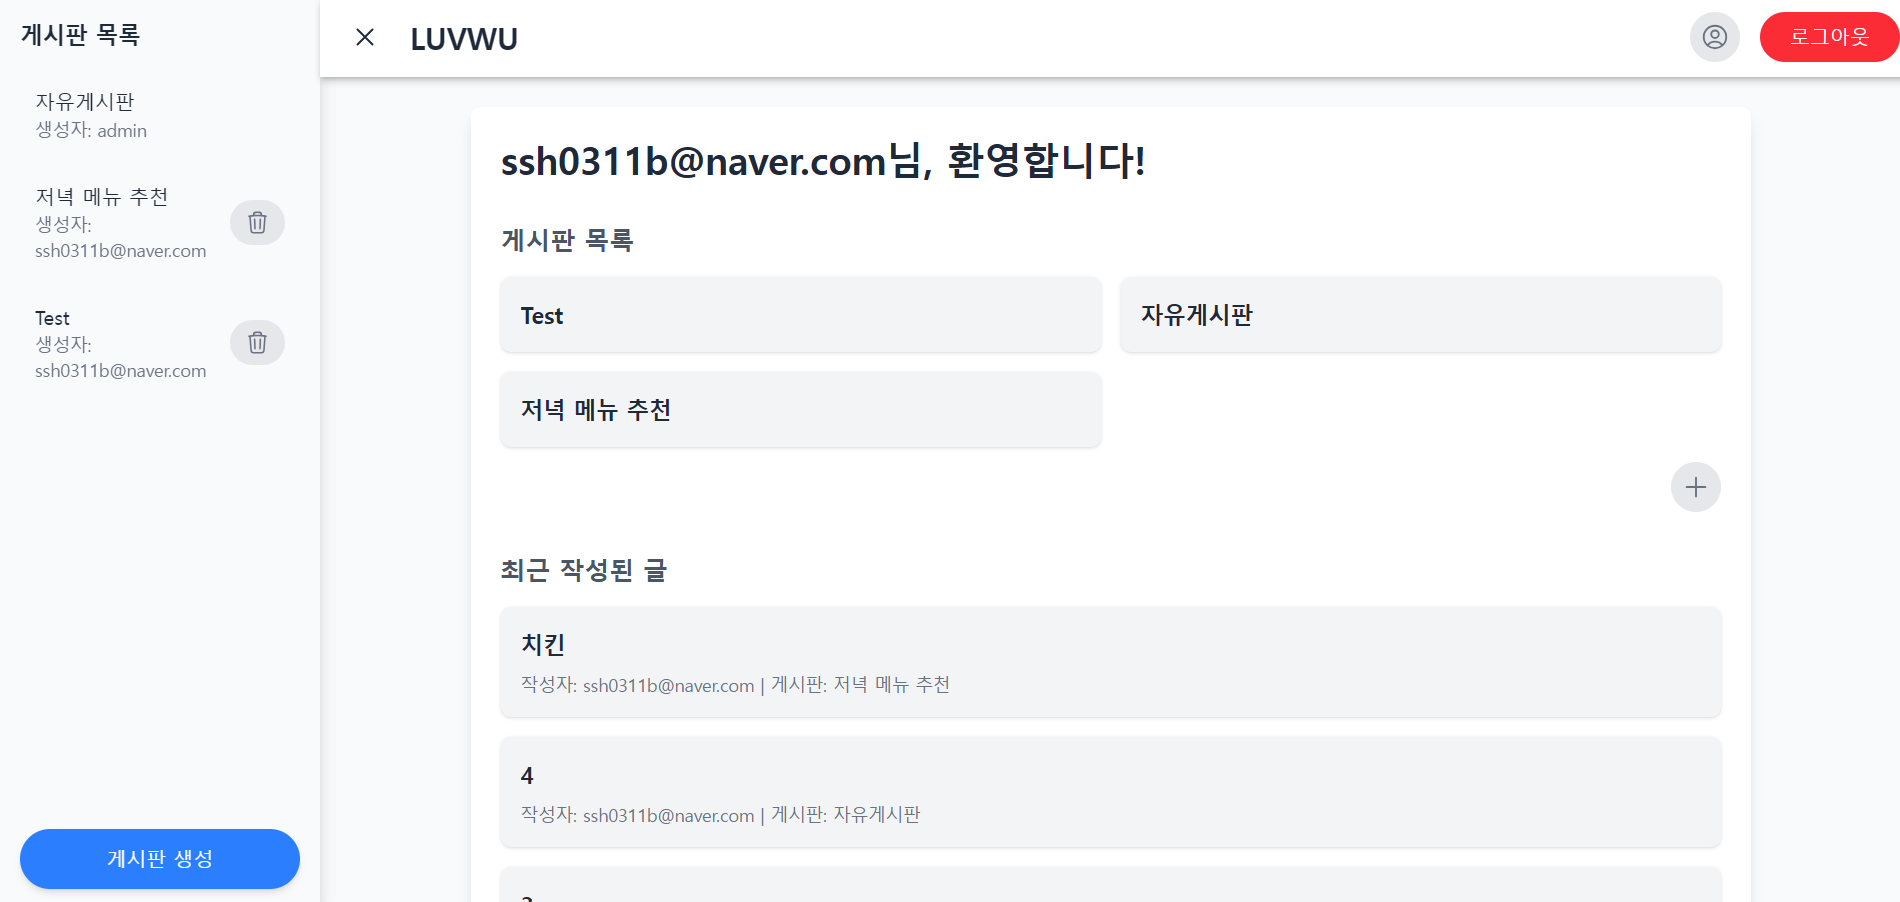 게시판 목록
자유게시판
생성자: admin
저녁 메뉴 추천
생성자:
ssh0311b@naver.com
Test
생성자:
ssh0311b@naver.com
게시판 생성
LUVWU
로그아웃
ssh0311b@naver.com님, 환영합니다!
게시판 목록
Test
자유게시판
저녁 메뉴 추천
최근 작성된 글
치킨
작성자: ssh0311b@naver.com | 게시판: 저녁 메뉴 추천
4
작성자: ssh0311b@naver.com | 게시판: 자유게시판